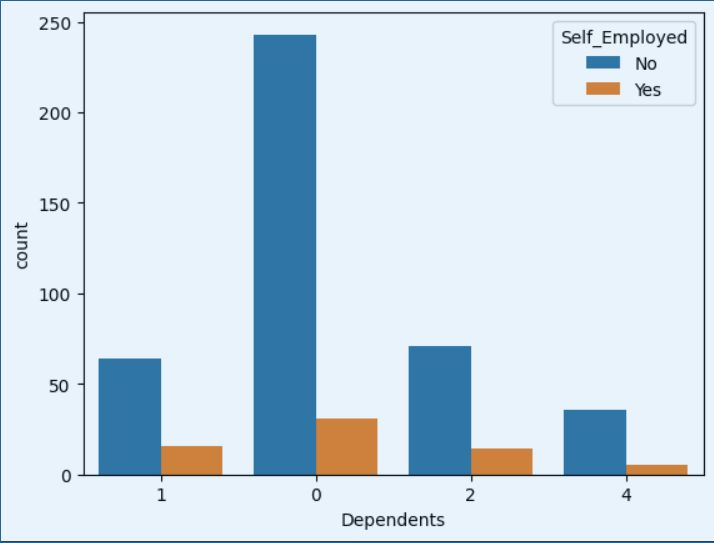 250
200
150
100
50
0
count
Self_Employed
No
Yes
1 0 2 4
Dependents